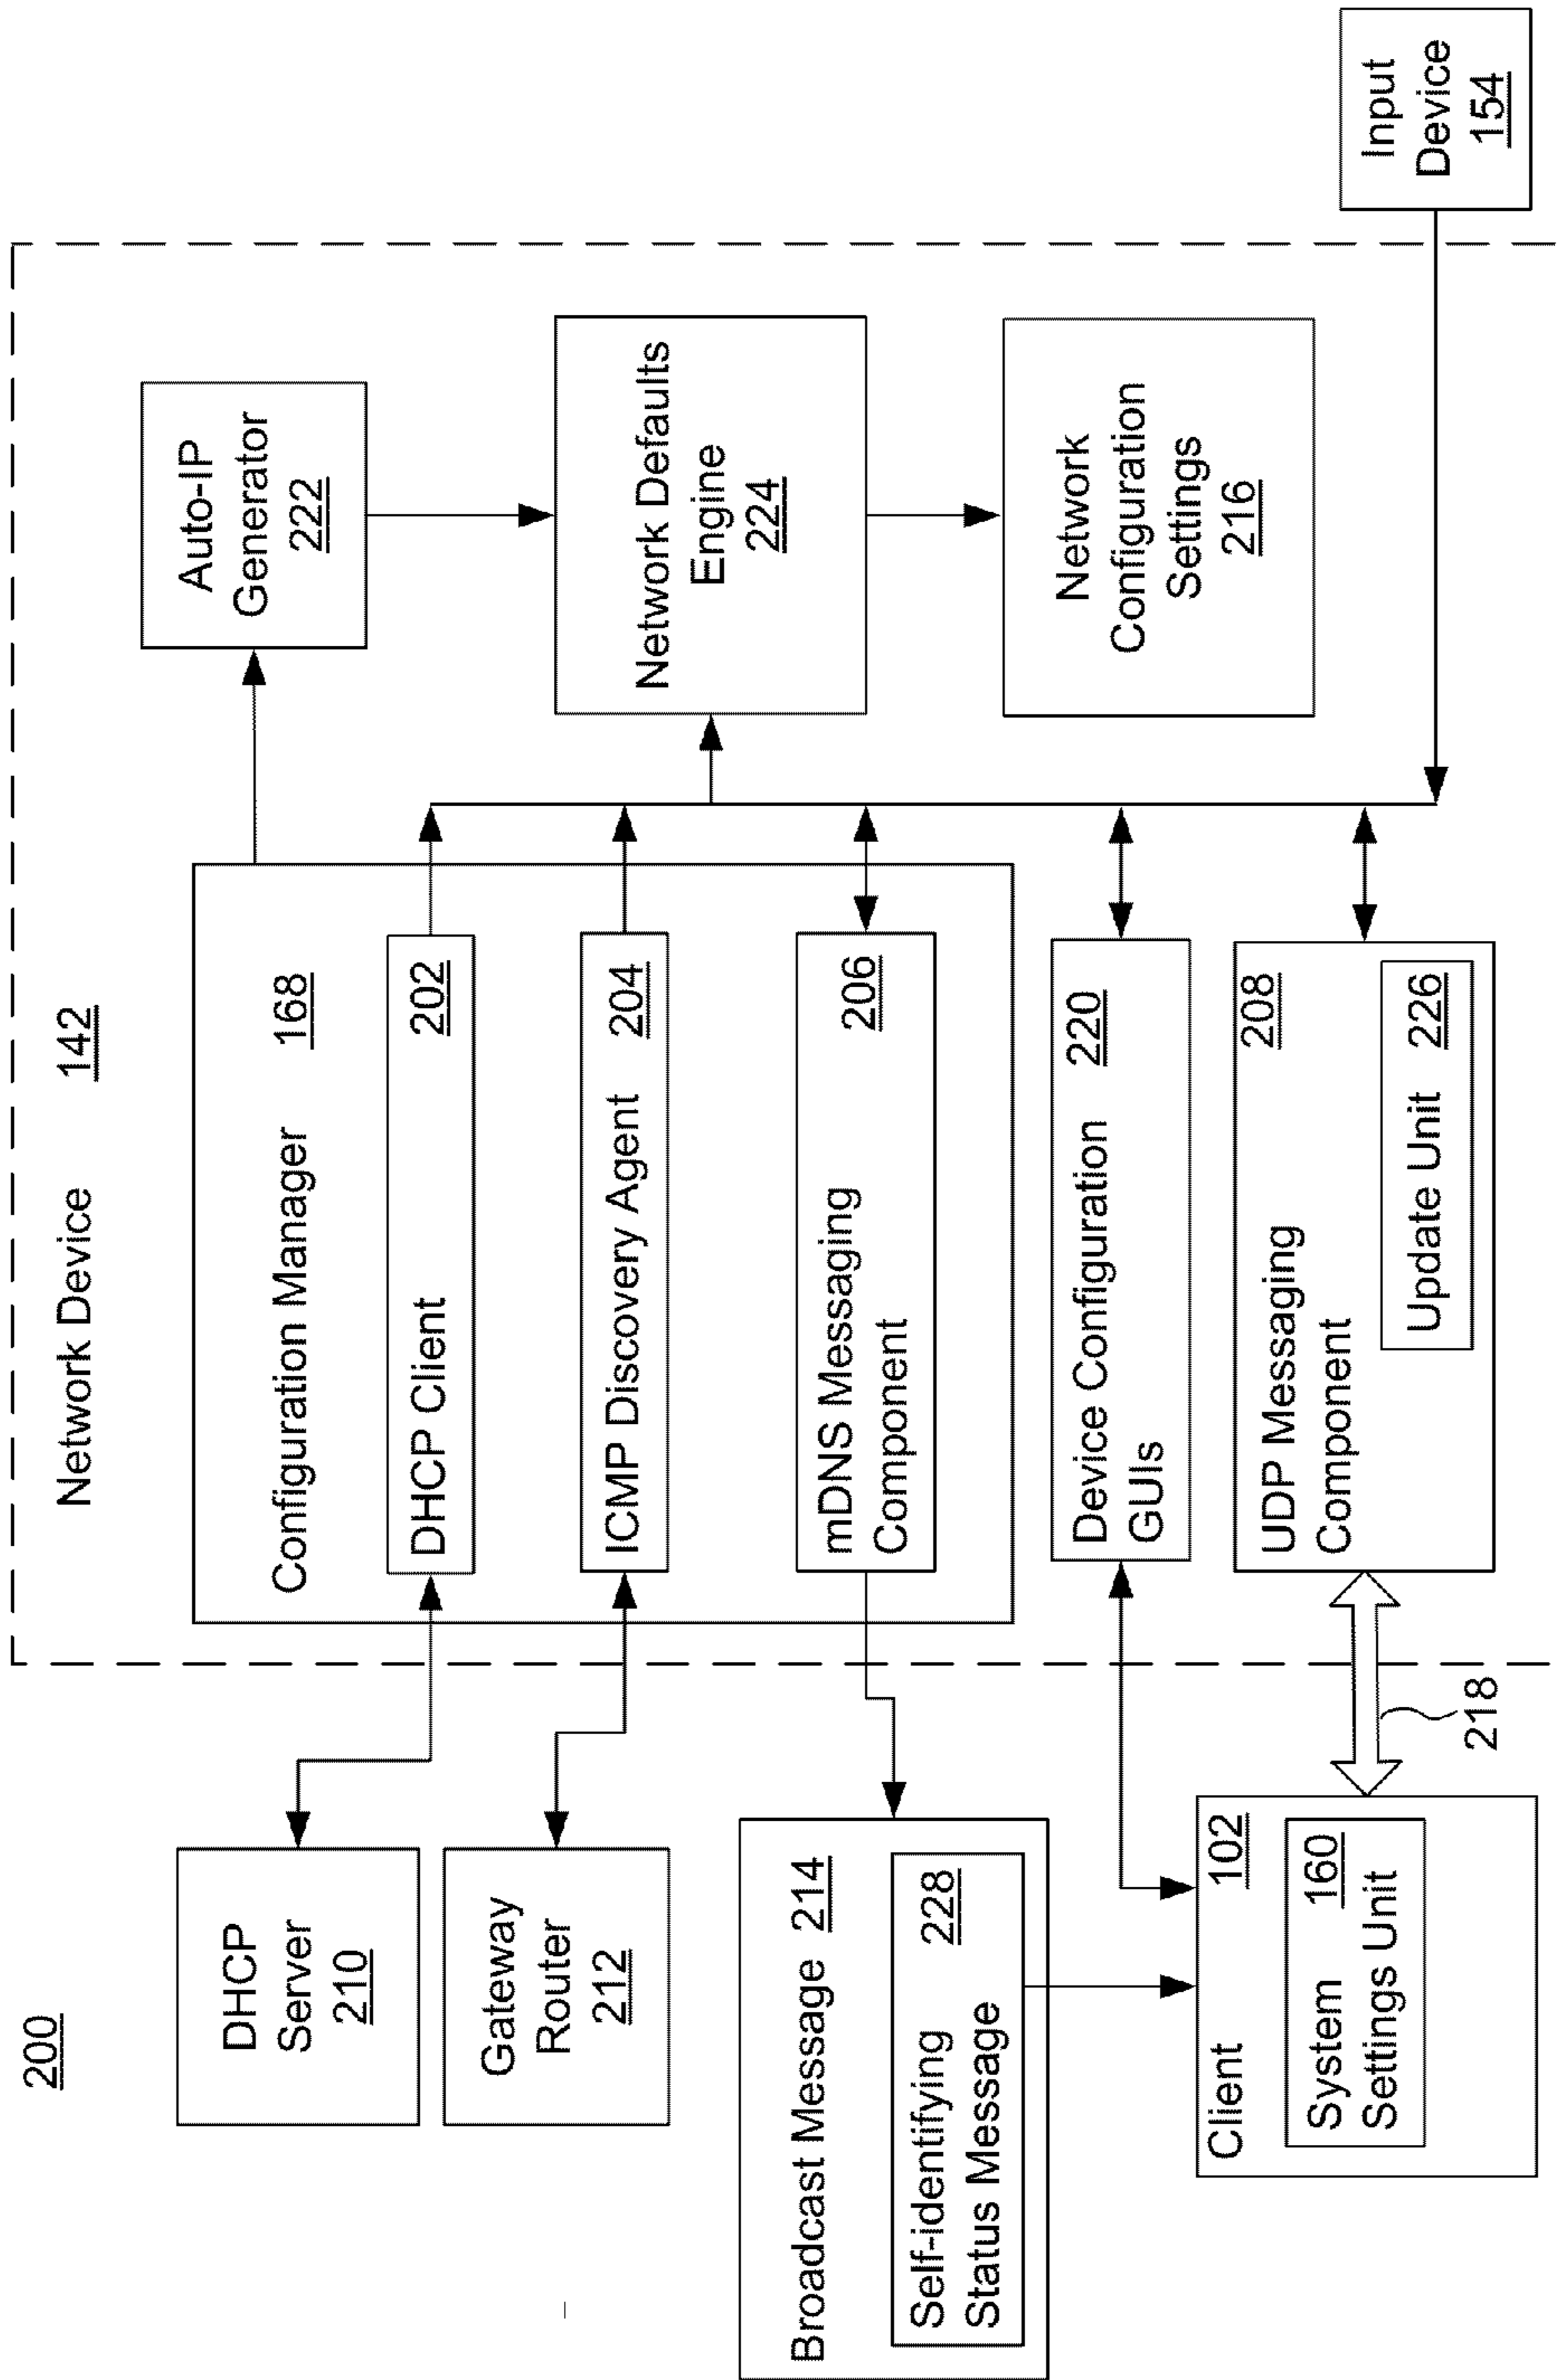 200
DHCP
Server
210
Gateway
Router
212
Broadcast Message 214
Self-identifying 228
Status Message
Client 102
System 160
Settings Unit
218
Network Device 142
Configuration Manager 168
DHCP Client 202
ICMP Discovery Agent 204
mDNS Messaging 206
Component
Device Configuration 220
GUIs
UDP Messaging 208
Component
Update Unit 226
Auto-IP
Generator
222
Network Defaults
Engine
224
Network
Configuration
Settings
216
Input
Device
154